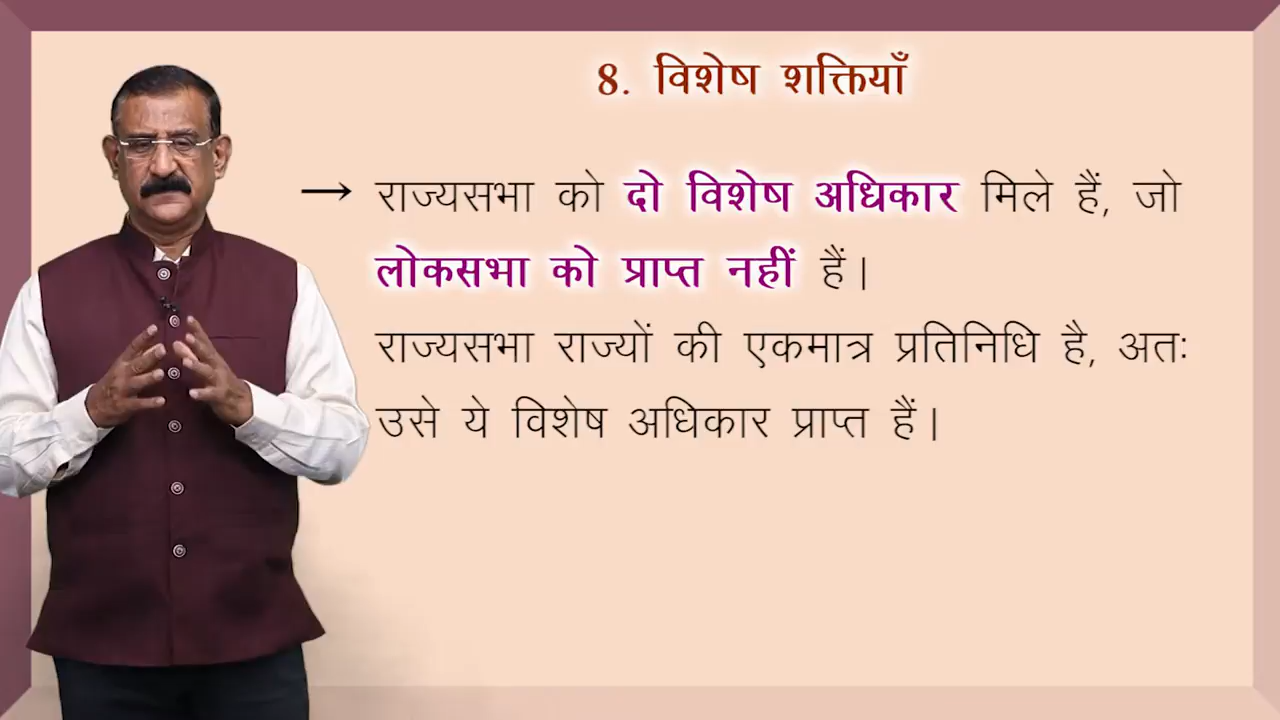 8. विशेष शक्तियाँ
→ राज्यसभा को दो विशेष अधिकार मिले हैं, जो
लोकसभा को प्राप्त नहीं हैं।
राज्यसभा राज्यों की एकमात्र प्रतिनिधि है, अतः
उसे ये विशेष अधिकार प्राप्त हैं।